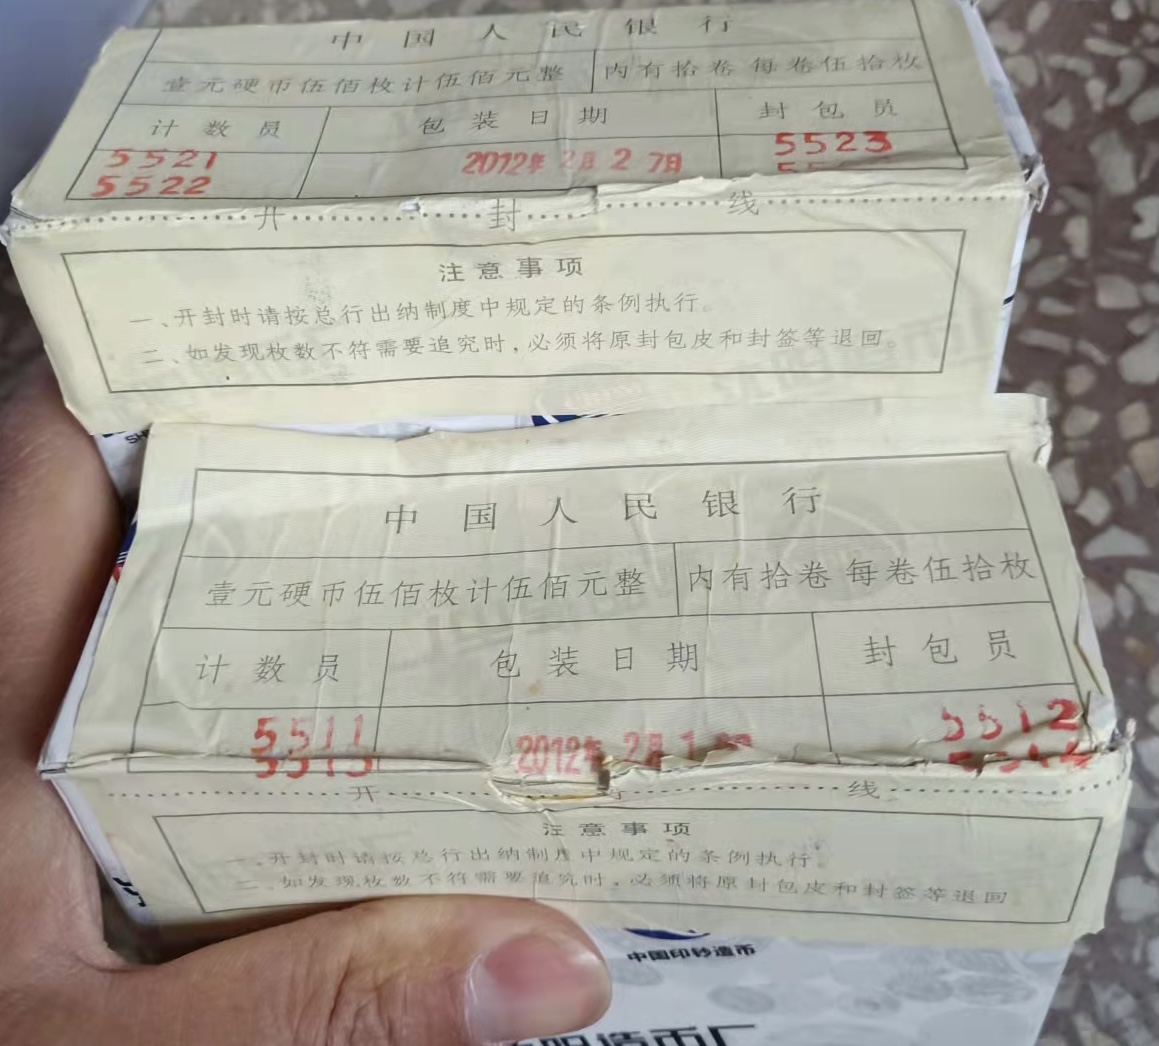 中国人民银行
壹元硬币伍佰枚计伍佰元整 内有拾卷 每卷伍拾枚
计数员 包装日期 封包员
5521 2012年2月27日 5523
5522
开封线
注意事项
一、开封时请按总行出纳制度中规定的条例执行。
二、如发现枚数不符需要追究时,必须将原封包皮和封签等退回。
中国人民银行
壹元硬币伍佰枚计伍佰元整 内有拾卷 每卷伍拾枚
计数员 包装日期 封包员
5511 2012年2月1 5512
开 线
注意事项
一、开封时请按总行出纳制度中规定的条例执行。
二、如发现枚数不符需要追究时,必须将原封包皮和封签等退回
中国印钞造币
造币厂